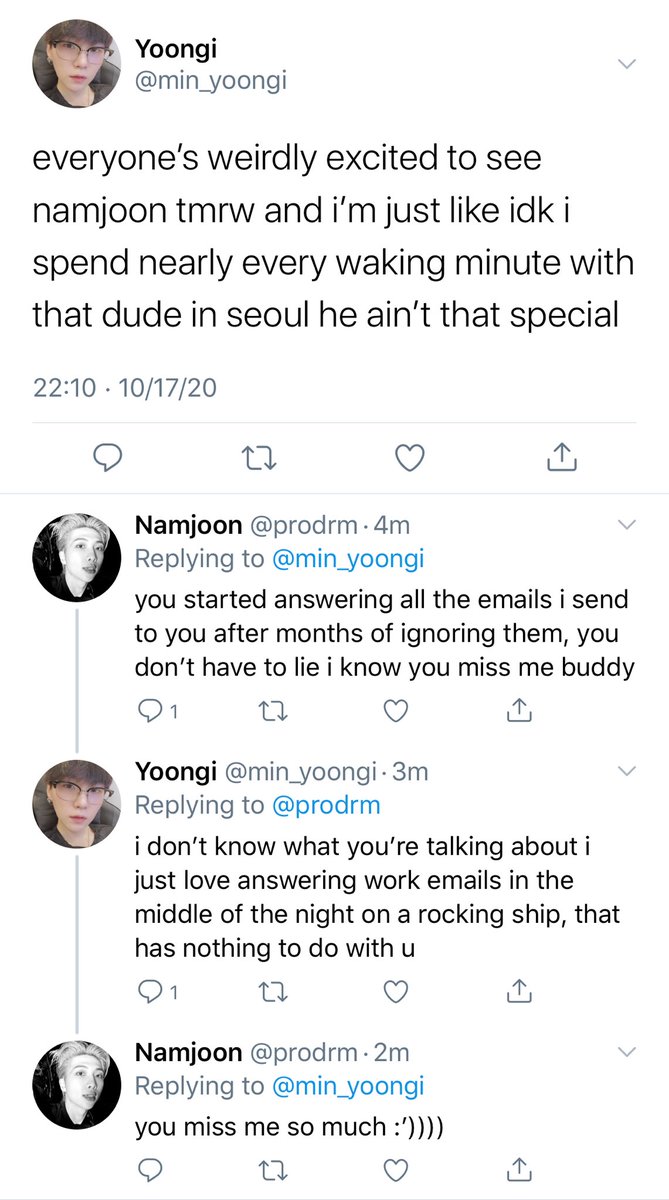 Yoongi
@min_yoongi
everyone’s weirdly excited to see
namjoon tmrw and i’m just like idk i
spend nearly every waking minute with
that dude in seoul he ain’t that special
22:10 · 10/17/20
Namjoon @prodrm · 4m
Replying to @min_yoongi
you started answering all the emails i send
to you after months of ignoring them, you
don’t have to lie i know you miss me buddy
1
Yoongi @min_yoongi · 3m
Replying to @prodrm
i don’t know what you’re talking about i
just love answering work emails in the
middle of the night on a rocking ship, that
has nothing to do with u
1
Namjoon @prodrm · 2m
Replying to @min_yoongi
you miss me so much :’))))